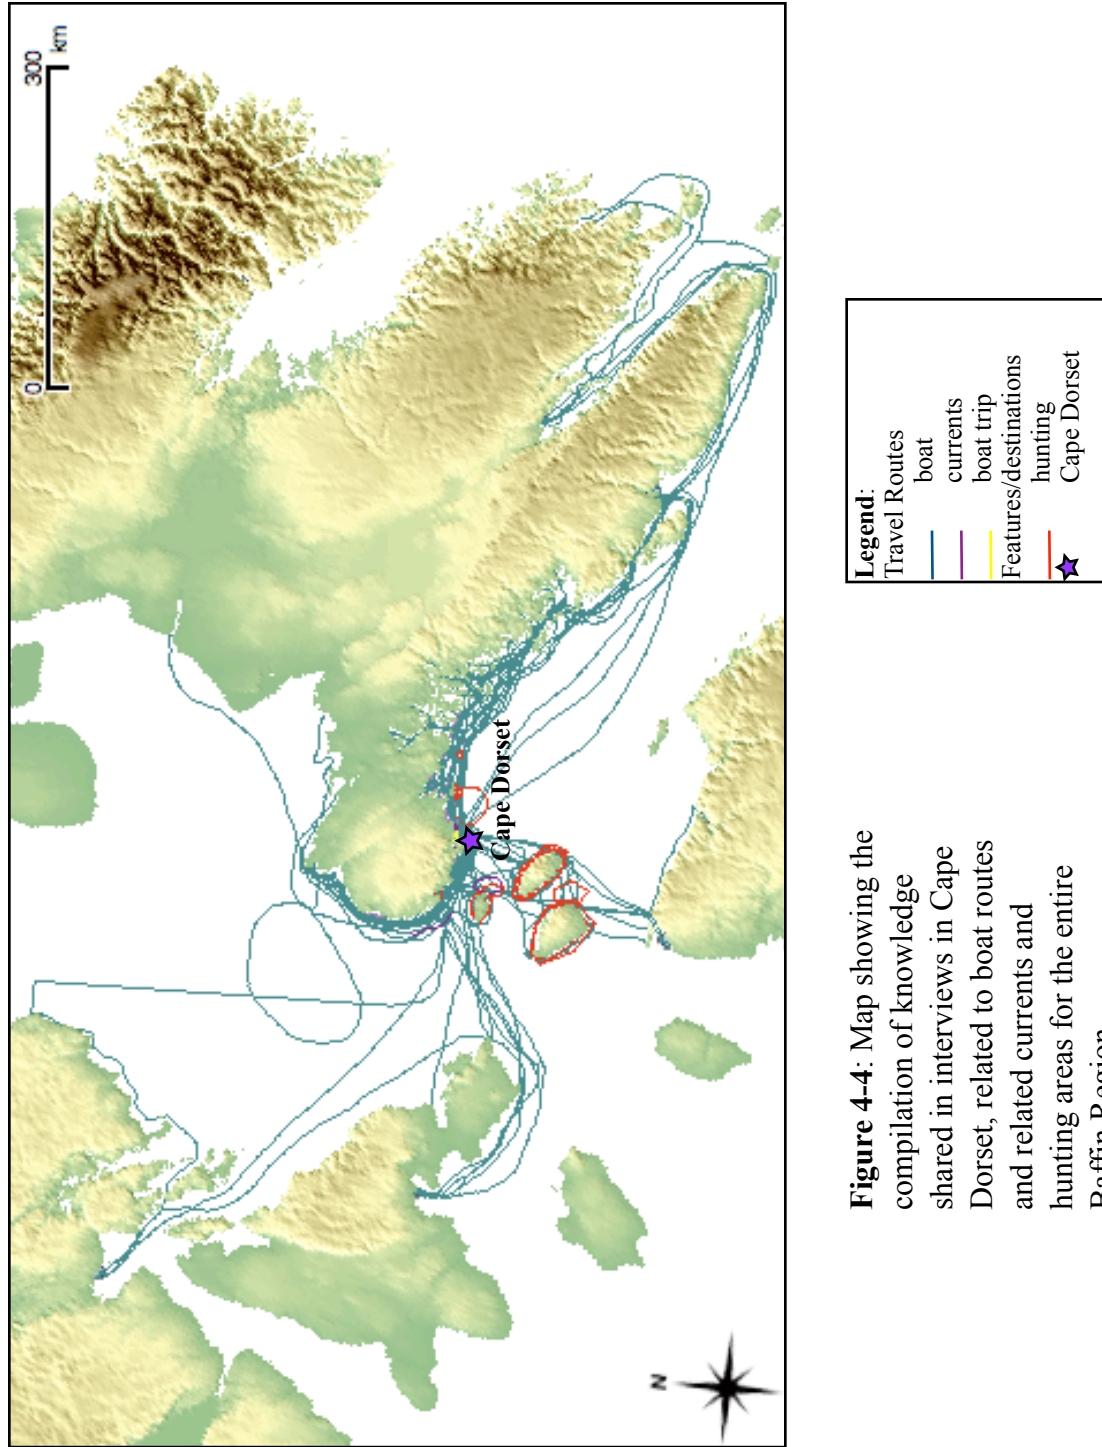 0
300
km
Cape Dorset
N
Figure 4-4: Map showing the
compilation of knowledge
shared in interviews in Cape
Dorset, related to boat routes
and related currents and
hunting areas for the entire
Baffin Region
Legend:
Travel Routes
boat
currents
boat trip
Features/destinations
hunting
Cape Dorset